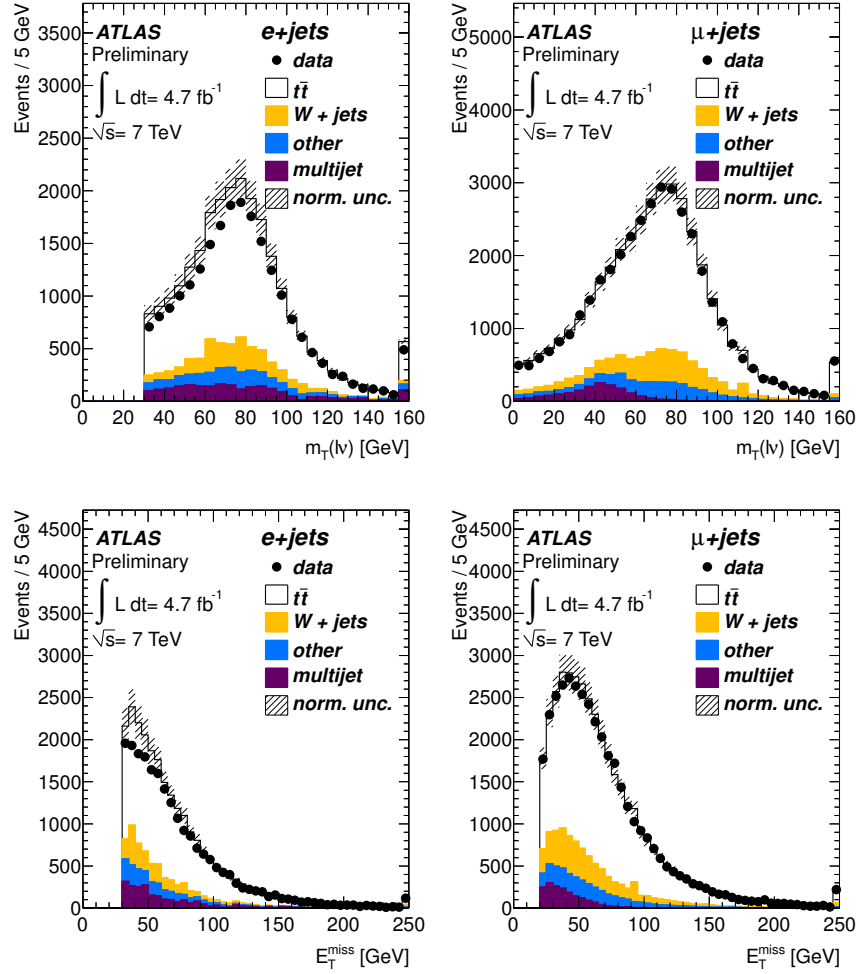 Events / 5 GeV
3500
3000
2500
2000
1500
1000
500
0
ATLAS
Preliminary
∫ L dt= 4.7 fb⁻¹
√s= 7 TeV
e+jets
data
tt̄
W + jets
other
multijet
norm. unc.
0 20 40 60 80 100 120 140 160
m_T(lν) [GeV]
Events / 5 GeV
5000
4000
3000
2000
1000
0
ATLAS
Preliminary
∫ L dt= 4.7 fb⁻¹
√s= 7 TeV
μ+jets
data
tt̄
W + jets
other
multijet
norm. unc.
0 20 40 60 80 100 120 140 160
m_T(lν) [GeV]
Events / 5 GeV
4500
4000
3500
3000
2500
2000
1500
1000
500
0
ATLAS
Preliminary
∫ L dt= 4.7 fb⁻¹
√s= 7 TeV
e+jets
data
tt̄
W + jets
other
multijet
norm. unc.
0 50 100 150 200 250
E_T^miss [GeV]
Events / 5 GeV
4500
4000
3500
3000
2500
2000
1500
1000
500
0
ATLAS
Preliminary
∫ L dt= 4.7 fb⁻¹
√s= 7 TeV
μ+jets
data
tt̄
W + jets
other
multijet
norm. unc.
0 50 100 150 200 250
E_T^miss [GeV]